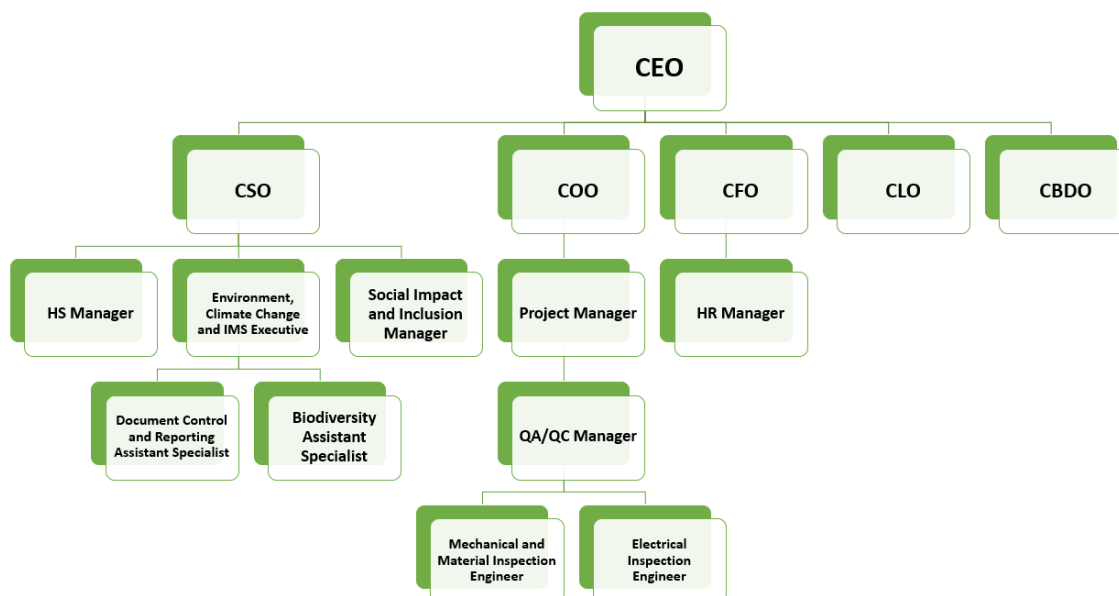 CEO
CSO
COO
CFO
CLO
CBDO
HS Manager
Environment,
Climate Change
and IMS Executive
Social Impact
and Inclusion
Manager
Project Manager
HR Manager
Document Control
and Reporting
Assistant Specialist
Biodiversity
Assistant
Specialist
QA/QC Manager
Mechanical and
Material Inspection
Engineer
Electrical
Inspection
Engineer